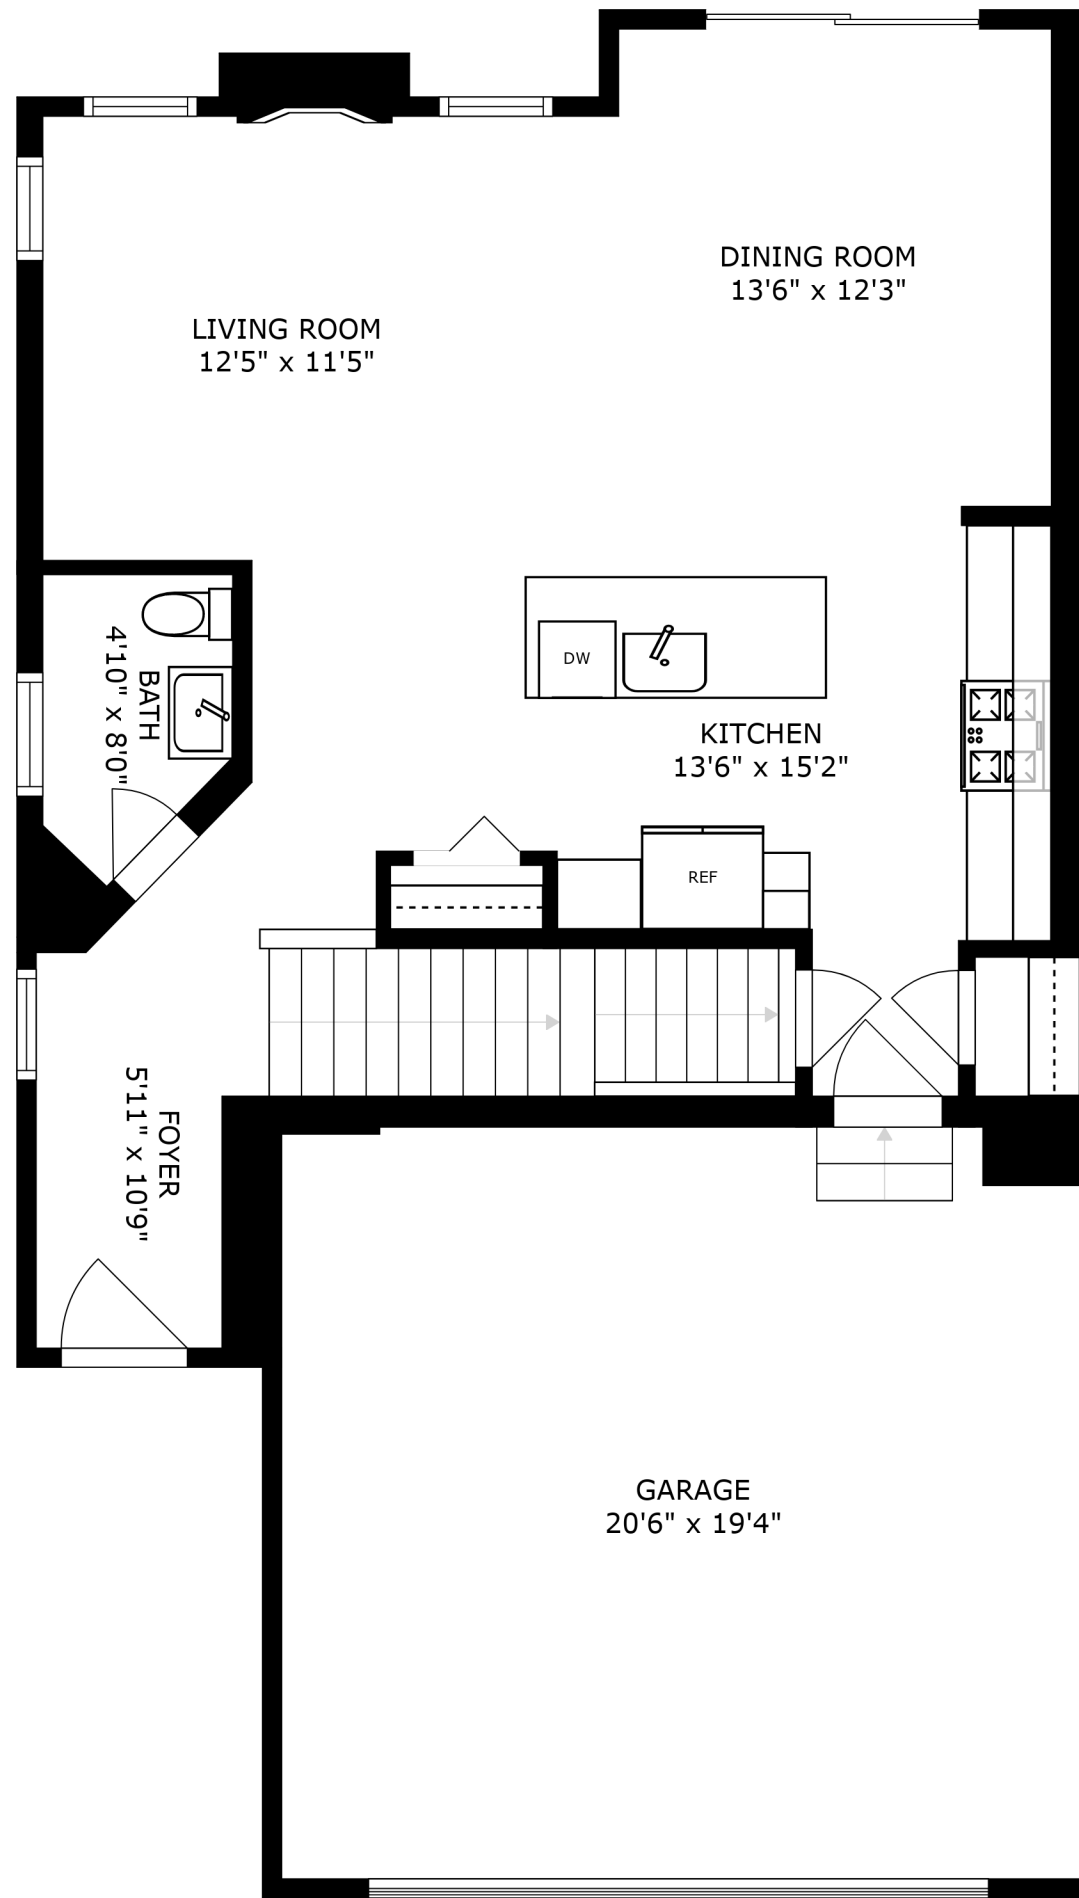 DINING ROOM
13'6" x 12'3"
LIVING ROOM
12'5" x 11'5"
BATH
4'10" x 8'0"
DW
KITCHEN
13'6" x 15'2"
REF
FOYER
5'11" x 10'9"
GARAGE
20'6" x 19'4"